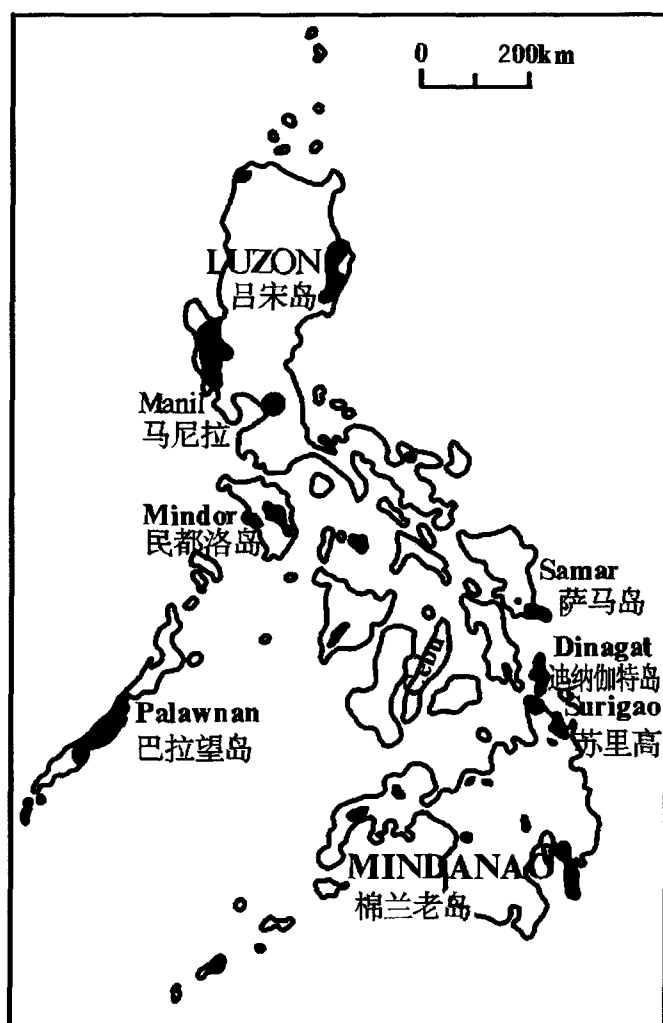 0 200km
LUZON
吕宋岛
Manil
马尼拉
Mindor
民都洛岛
Samar
萨马岛
Dinagat
迪纳伽特岛
Surigao
苏里高
ebu
Palawnan
巴拉望岛
MINDANAO
棉兰老岛